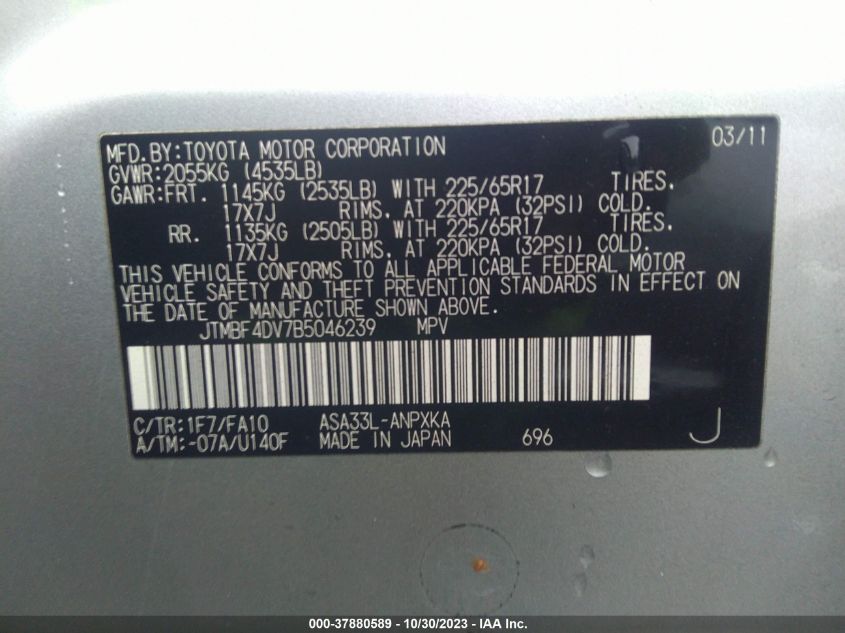 MFD. BY: TOYOTA MOTOR CORPORATION 03/11
GVWR: 2055KG (4535LB)
GAWR: FRT. 1145KG (2535LB) WITH 225/65R17 TIRES,
17X7J RIMS, AT 220KPA (32PSI) COLD.
RR. 1135KG (2505LB) WITH 225/65R17 TIRES,
17X7J RIMS, AT 220KPA (32PSI) COLD.
THIS VEHICLE CONFORMS TO ALL APPLICABLE FEDERAL MOTOR
VEHICLE SAFETY AND THEFT PREVENTION STANDARDS IN EFFECT ON
THE DATE OF MANUFACTURE SHOWN ABOVE.
JTMBF4DV7B5046239 MPV
C/TR: 1F7/FA10 ASA33L-ANPXKA
A/TM: -07A/U140F MADE IN JAPAN 696 J
000-37880589 - 10/30/2023 - IAA Inc.